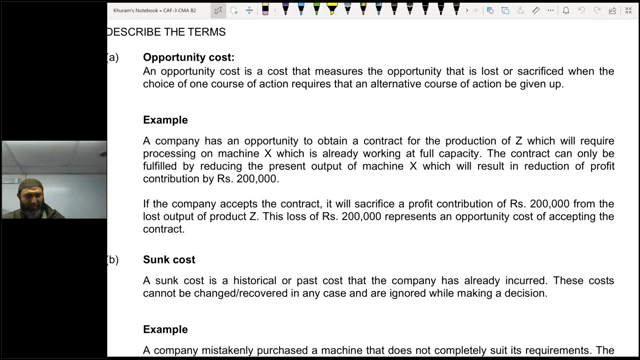 Khuram's Notebook » CAF-3 CMA B2
DESCRIBE THE TERMS
(a) Opportunity cost:
An opportunity cost is a cost that measures the opportunity that is lost or sacrificed when the
choice of one course of action requires that an alternative course of action be given up.
Example
A company has an opportunity to obtain a contract for the production of Z which will require
processing on machine X which is already working at full capacity. The contract can only be
fulfilled by reducing the present output of machine X which will result in reduction of profit
contribution by Rs. 200,000.
If the company accepts the contract, it will sacrifice a profit contribution of Rs. 200,000 from the
lost output of product Z. This loss of Rs. 200,000 represents an opportunity cost of accepting the
contract.
(b) Sunk cost
A sunk cost is a historical or past cost that the company has already incurred. These costs
cannot be changed/recovered in any case and are ignored while making a decision.
Example
A company mistakenly purchased a machine that does not completely suit its requirements. The